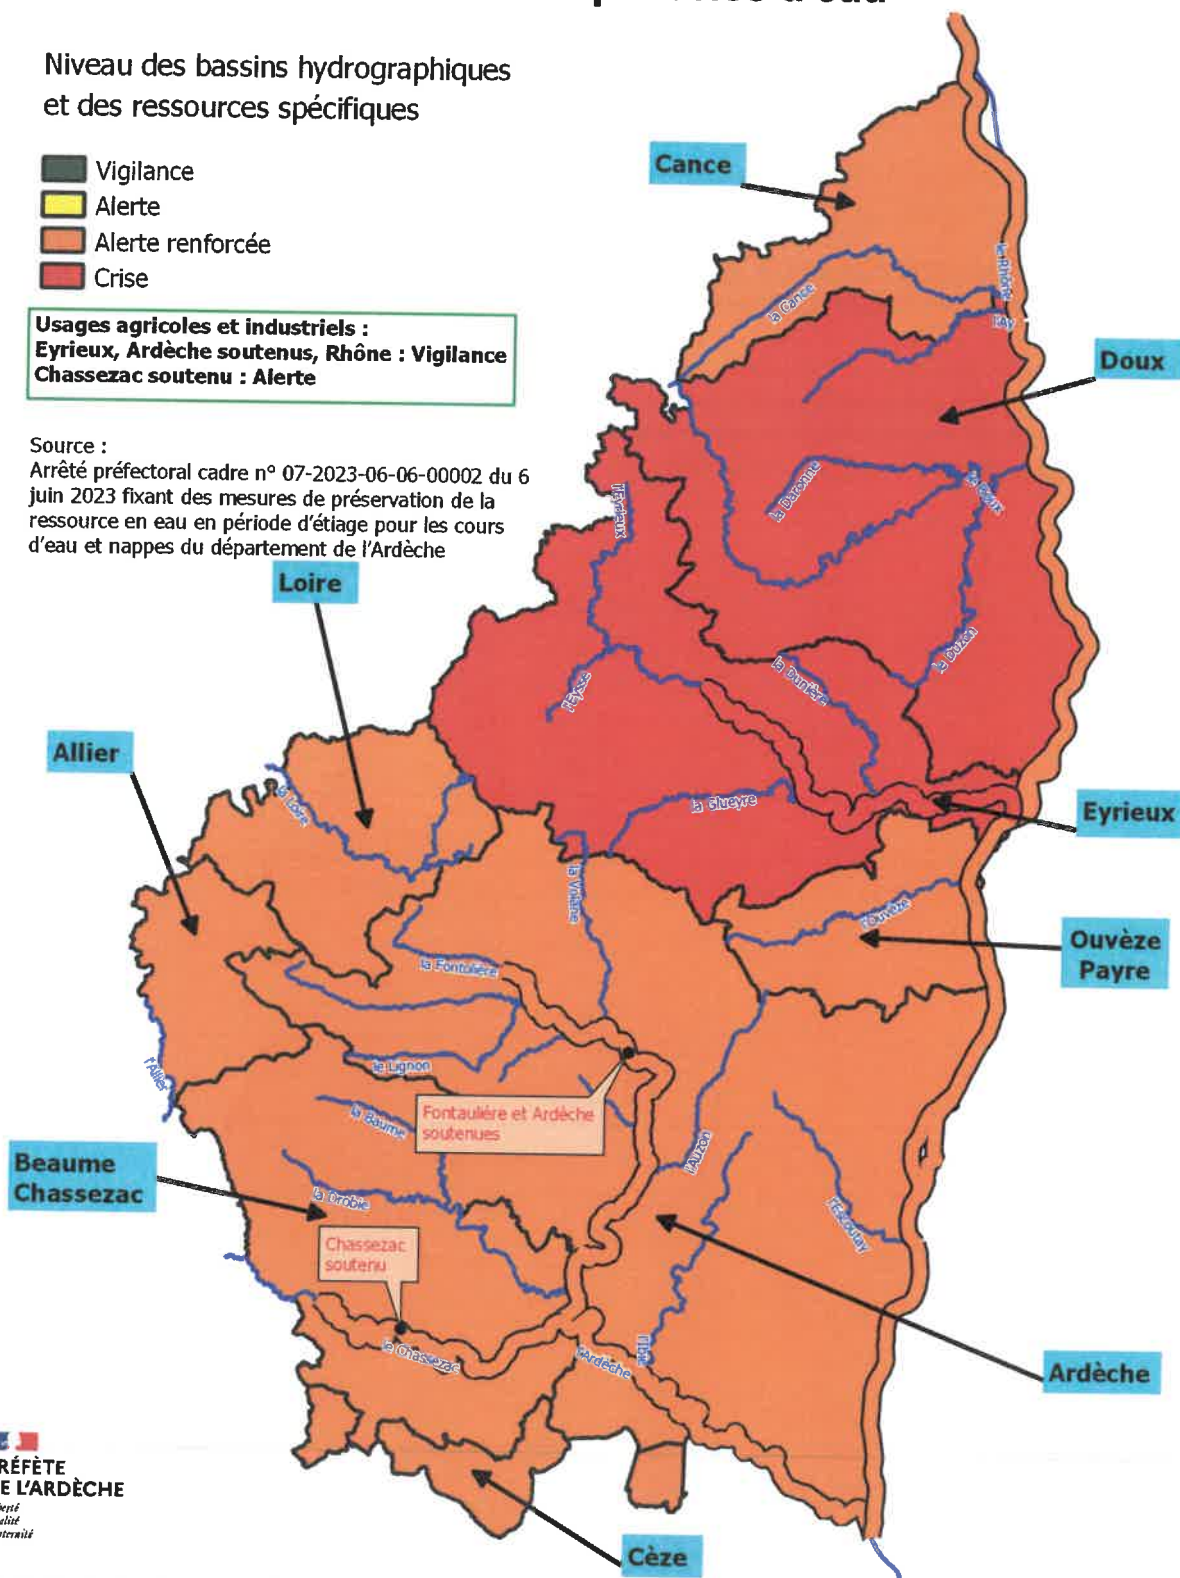 Niveau des bassins hydrographiques
et des ressources spécifiques
Vigilance
Alerte
Alerte renforcée
Crise
Usages agricoles et industriels :
Eyrieux, Ardèche soutenus, Rhône : Vigilance
Chassezac soutenu : Alerte
Source :
Arrêté préfectoral cadre n° 07-2023-06-06-00002 du 6
juin 2023 fixant des mesures de préservation de la
ressource en eau en période d'étiage pour les cours
d'eau et nappes du département de l'Ardèche
Cance
le Rhône
la Cance
l'Ay
Doux
la Daronne
le Doux
l'Eyrieux
Loire
le Duzon
la Dunière
l'Eysse
Allier
la Loire
la Glueyre
Eyrieux
la Volane
l'Ouvèze
Ouvèze
Payre
la Fontolière
l'Allier
le Lignon
Fontaulière et Ardèche
soutenues
la Baume
l'Auzon
Beaume
Chassezac
la Drobie
l'Escoutay
Chassezac
soutenu
le Chassezac
l'Ardèche
l'Ibie
Ardèche
RÉFÈTE
E L'ARDÈCHE
Cèze